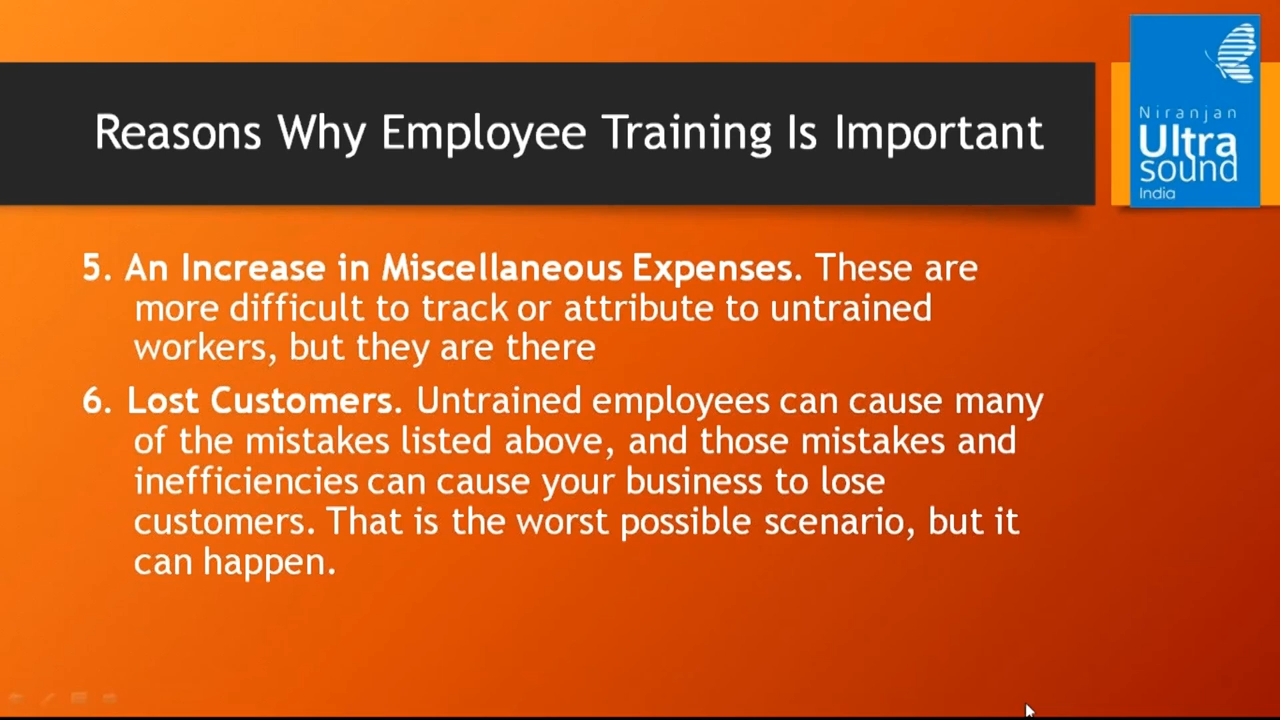 Reasons Why Employee Training Is Important
Niranjan
Ultra
sound
India
5. An Increase in Miscellaneous Expenses. These are
more difficult to track or attribute to untrained
workers, but they are there
6. Lost Customers. Untrained employees can cause many
of the mistakes listed above, and those mistakes and
inefficiencies can cause your business to lose
customers. That is the worst possible scenario, but it
can happen.